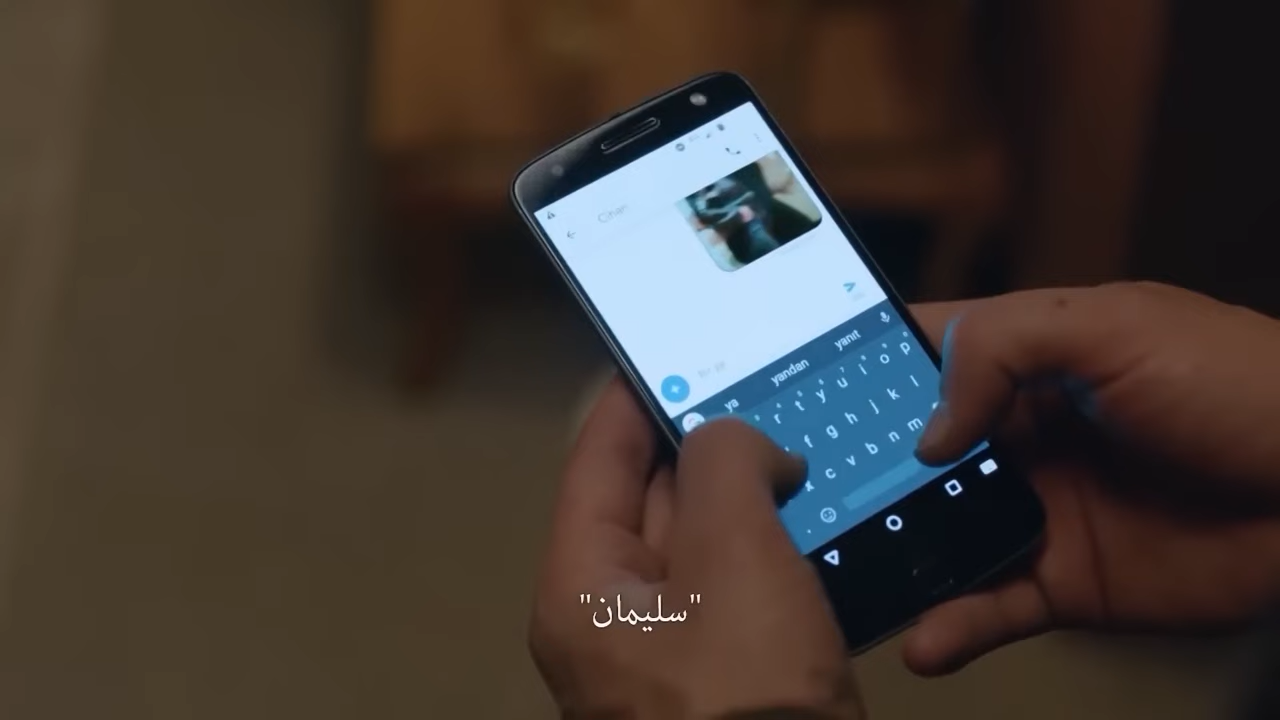 Cihan
ya yandan yanıt
r t y u i o p
f g h j k l
x c v b n m
"سليمان"